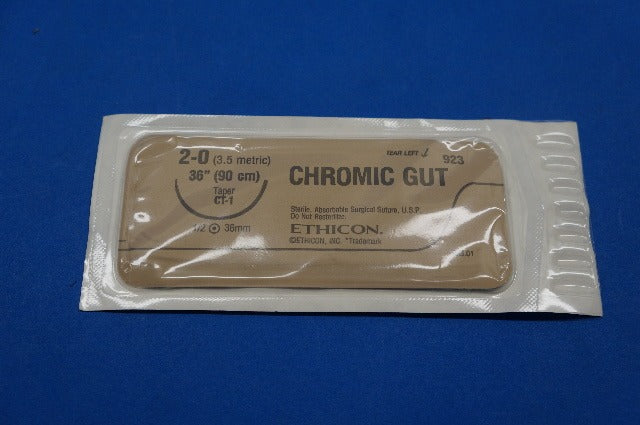 2-0 (3.5 metric)
36" (90 cm)
Taper
CT-1
1/2 36mm
TEAR LEFT
923
CHROMIC GUT
Sterile, Absorbable Surgical Suture, U.S.P.
Do Not Resterilize.
ETHICON.
©ETHICON, INC. *Trademark